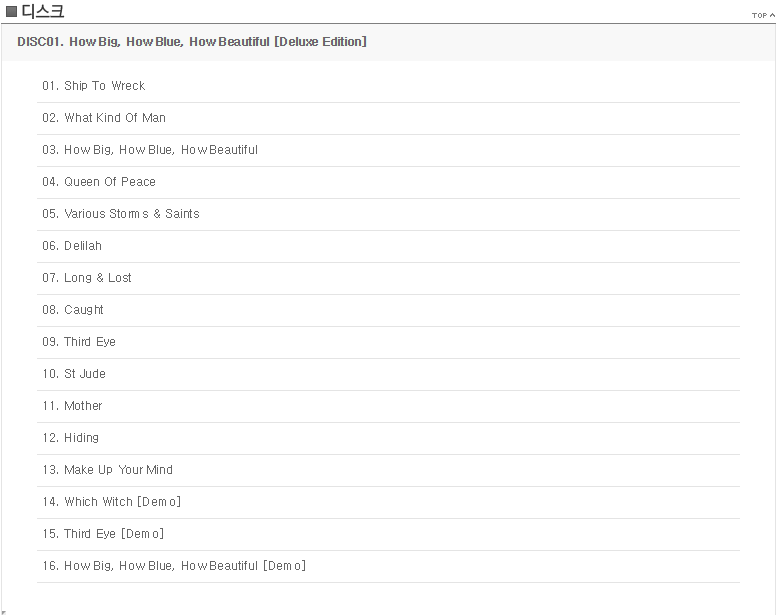 디스크
TOP
DISC01. How Big, How Blue, How Beautiful [Deluxe Edition]
01. Ship To Wreck
02. What Kind Of Man
03. How Big, How Blue, How Beautiful
04. Queen Of Peace
05. Various Storms & Saints
06. Delilah
07. Long & Lost
08. Caught
09. Third Eye
10. St Jude
11. Mother
12. Hiding
13. Make Up Your Mind
14. Which Witch [Demo]
15. Third Eye [Demo]
16. How Big, How Blue, How Beautiful [Demo]